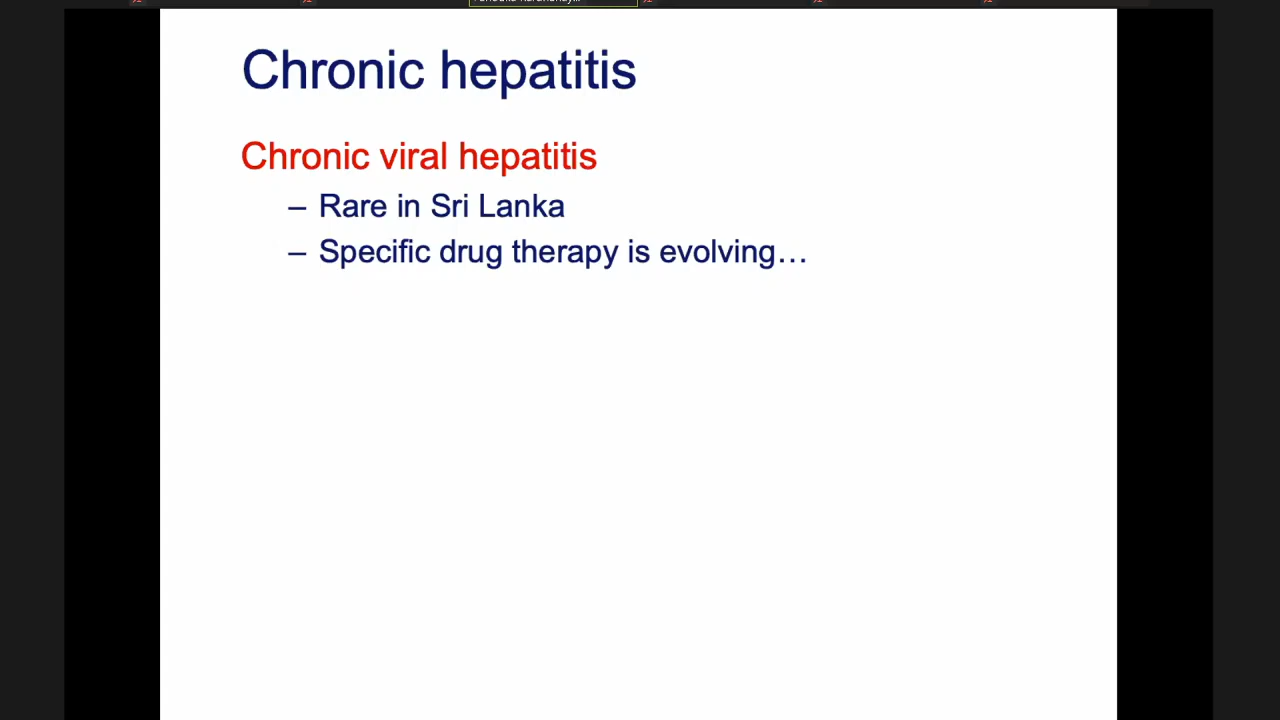 Chronic hepatitis
Chronic viral hepatitis
– Rare in Sri Lanka
– Specific drug therapy is evolving…